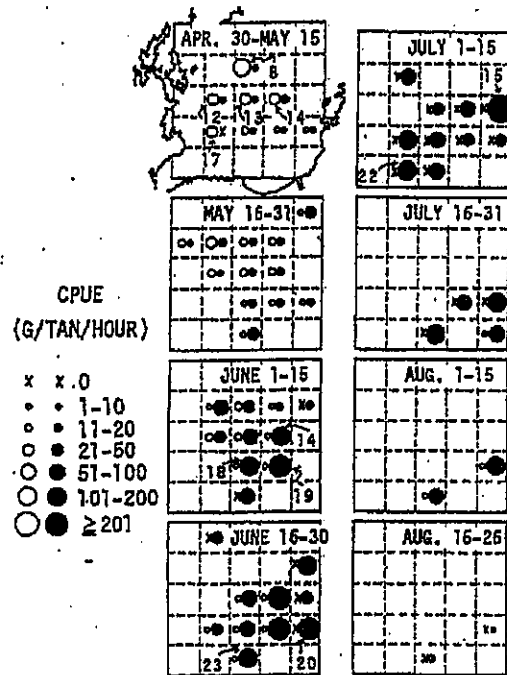 APR. 30-MAY 15
8
12
13
14
17
MAY 16-31
JUNE 1-15
14
18
19
JUNE 16-30
23
20
JULY 1-15
15
22
JULY 16-31
AUG. 1-15
AUG. 16-26
CPUE
(G/TAN/HOUR)
x x .0
1-10
11-20
21-50
51-100
101-200
≥201